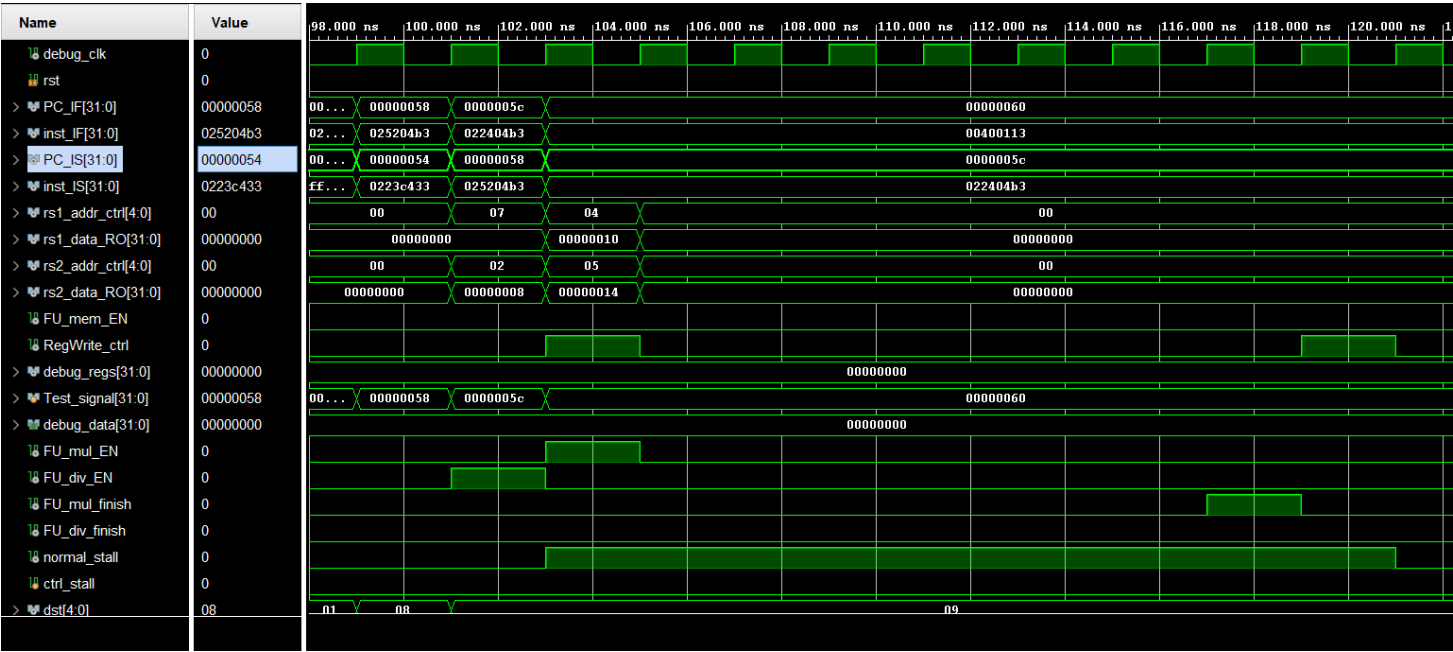 Name Value 98.000 ns 100.000 ns 102.000 ns 104.000 ns 106.000 ns 108.000 ns 110.000 ns 112.000 ns 114.000 ns 116.000 ns 118.000 ns 120.000 ns 1
debug_clk 0
rst 0
PC_IF[31:0] 00000058 00... 00000058 0000005c 00000060
inst_IF[31:0] 025204b3 02... 025204b3 022404b3 00400113
PC_IS[31:0] 00000054 00... 00000054 00000058 0000005c
inst_IS[31:0] 0223c433 ff... 0223c433 025204b3 022404b3
rs1_addr_ctrl[4:0] 00 00 07 04 00
rs1_data_RO[31:0] 00000000 00000000 00000010 00000000
rs2_addr_ctrl[4:0] 00 00 02 05 00
rs2_data_RO[31:0] 00000000 00000000 00000008 00000014 00000000
FU_mem_EN 0
RegWrite_ctrl 0
debug_regs[31:0] 00000000 00000000
Test_signal[31:0] 00000058 00... 00000058 0000005c 00000060
debug_data[31:0] 00000000 00000000
FU_mul_EN 0
FU_div_EN 0
FU_mul_finish 0
FU_div_finish 0
normal_stall 0
ctrl_stall 0
dst[4:0] 08 01 08 09